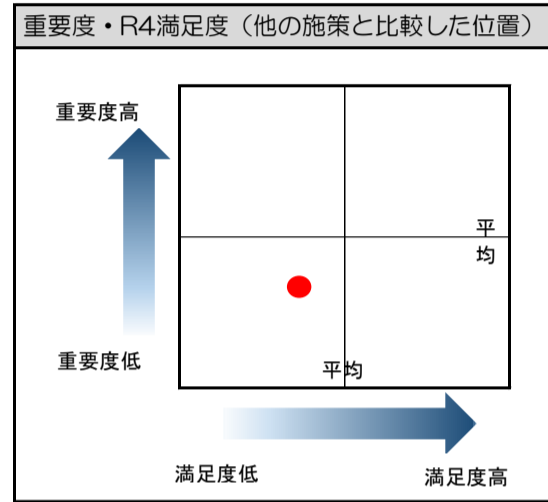 重要度・R4満足度（他の施策と比較した位置）
重要度高
平均
重要度低
平均
満足度低
満足度高